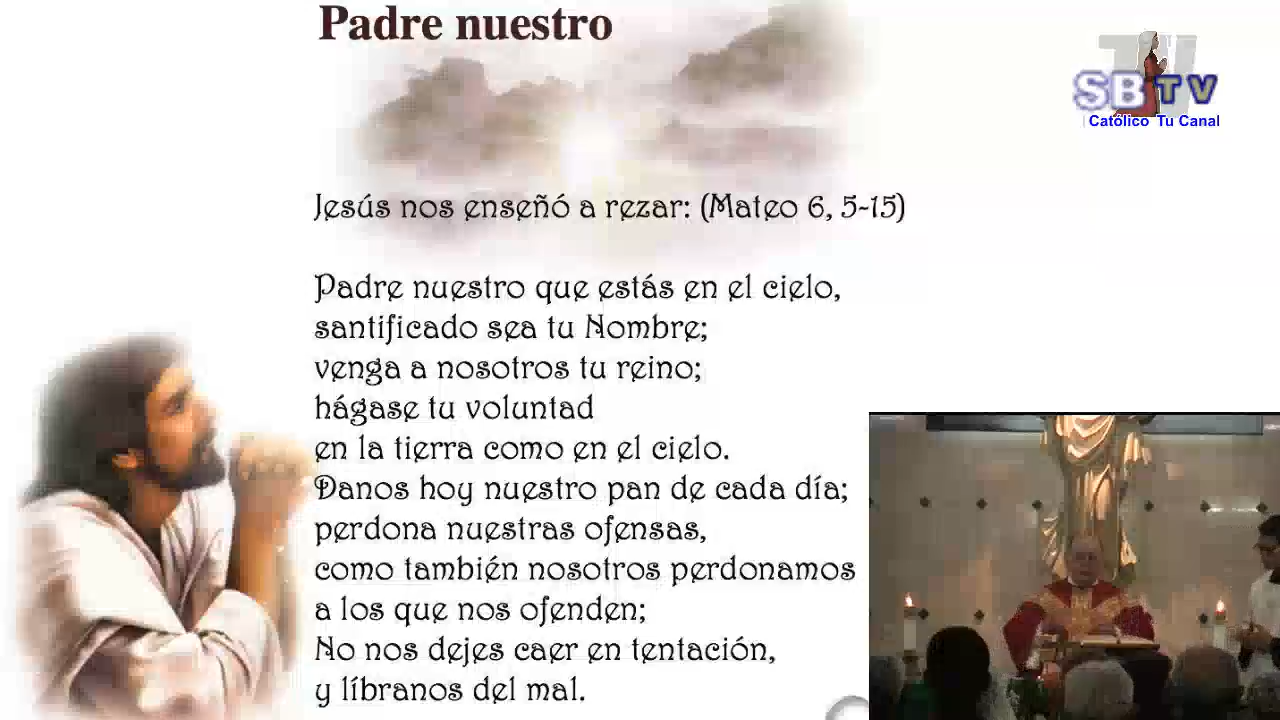 Padre nuestro
SBTV
Católico Tu Canal
Jesús nos enseñó a rezar: (Mateo 6, 5-15)
Padre nuestro que estás en el cielo,
santificado sea tu Nombre;
venga a nosotros tu reino;
hágase tu voluntad
en la tierra como en el cielo.
Danos hoy nuestro pan de cada día;
perdona nuestras ofensas,
como también nosotros perdonamos
a los que nos ofenden;
No nos dejes caer en tentación,
y líbranos del mal.